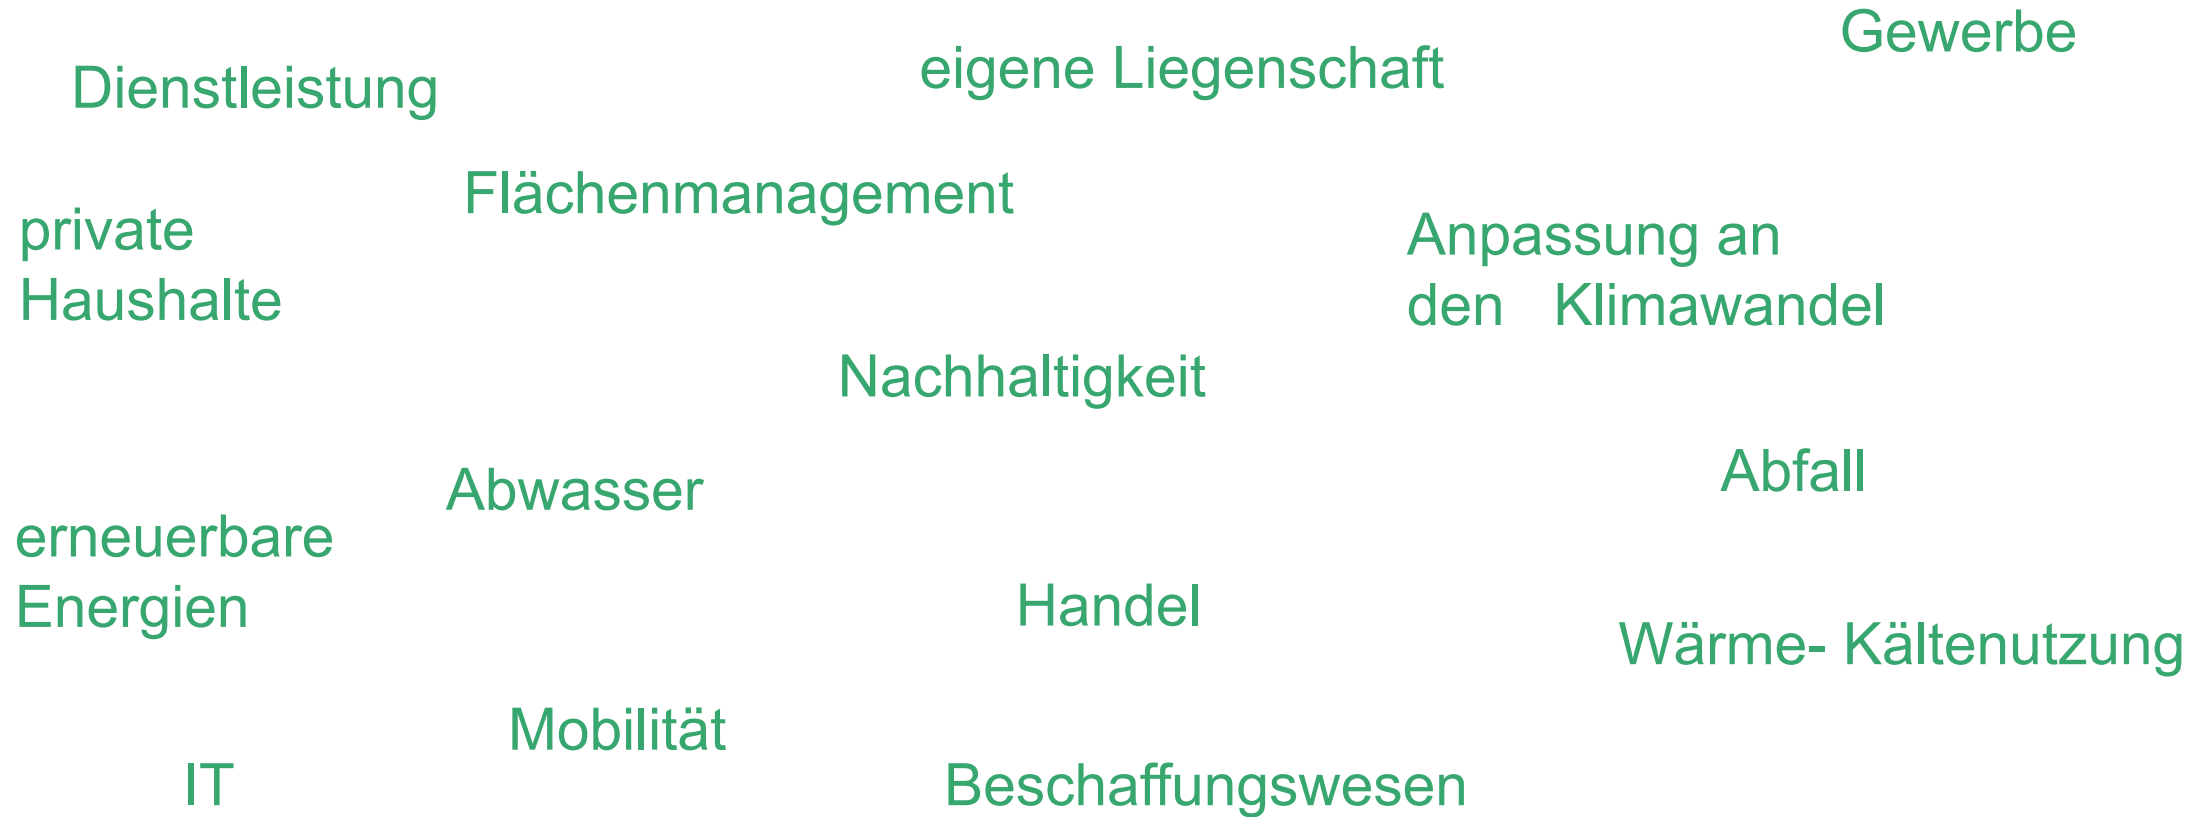 Gewerbe
eigene Liegenschaft
Dienstleistung
Flächenmanagement
private
Haushalte
Anpassung an
den Klimawandel
Nachhaltigkeit
Abfall
Abwasser
erneuerbare
Energien
Handel
Wärme- Kältenutzung
Mobilität
IT
Beschaffungswesen